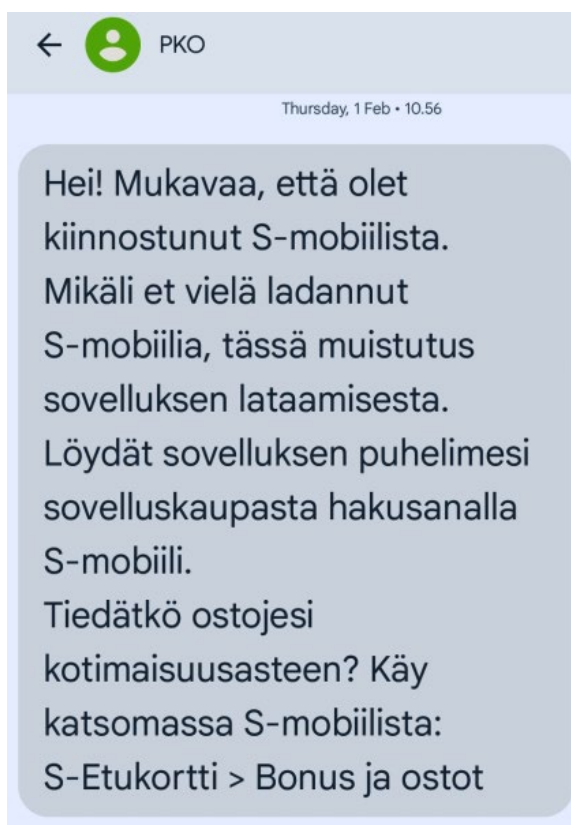 PKO
Thursday, 1 Feb • 10.56
Hei! Mukavaa, että olet
kiinnostunut S-mobiilista.
Mikäli et vielä ladannut
S-mobiilia, tässä muistutus
sovelluksen lataamisesta.
Löydät sovelluksen puhelimesi
sovelluskaupasta hakusanalla
S-mobiili.
Tiedätkö ostojesi
kotimaisuusasteen? Käy
katsomassa S-mobiilista:
S-Etukortti > Bonus ja ostot